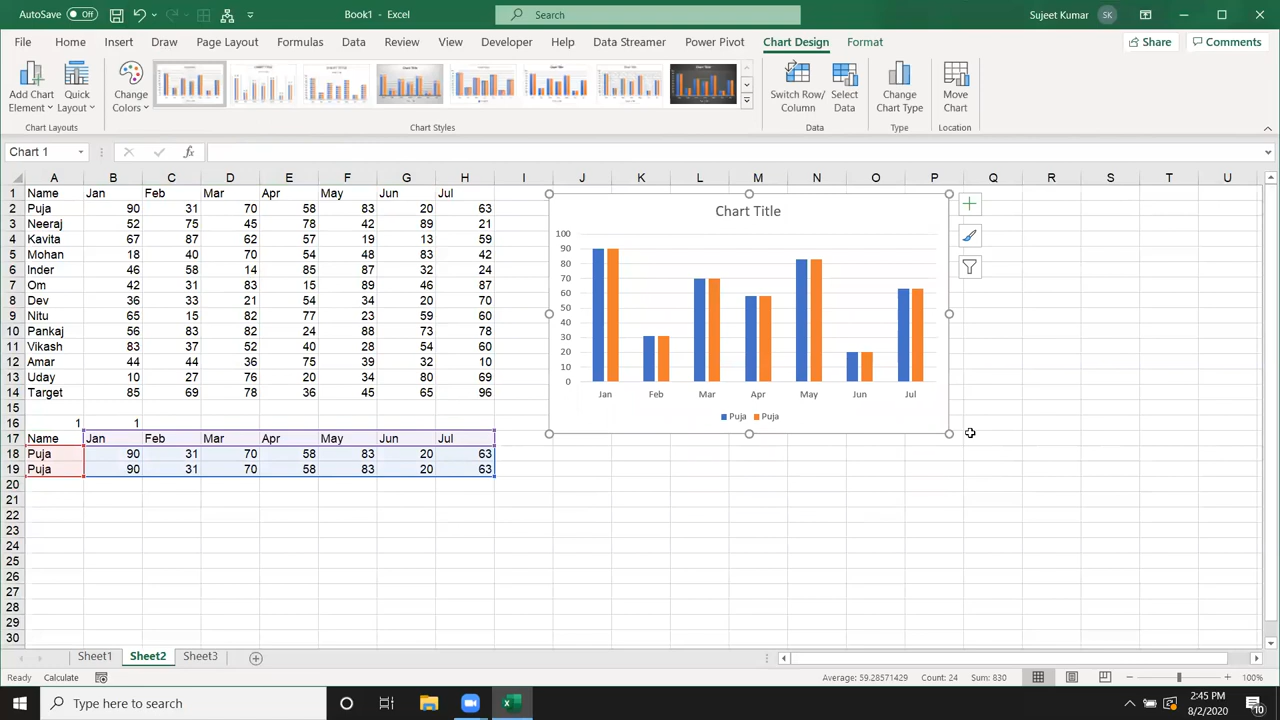 AutoSave Off Book1 - Excel Search Sujeet Kumar SK
File Home Insert Draw Page Layout Formulas Data Review View Developer Help Data Streamer Power Pivot Chart Design Format Share Comments
Add Chart Element Quick Layout Change Colors Switch Row/Column Select Data Change Chart Type Move Chart
Chart Layouts Chart Styles Data Type Location
Chart 1 fx
A B C D E F G H I J K L M N O P Q R S T U
1 Name Jan Feb Mar Apr May Jun Jul
2 Puja 90 31 70 58 83 20 63
3 Neeraj 52 75 45 78 42 89 21
4 Kavita 67 87 62 57 19 13 59
5 Mohan 18 40 70 54 48 83 42
6 Inder 46 58 14 85 87 32 24
7 Om 42 31 83 15 89 46 87
8 Dev 36 33 21 54 34 20 70
9 Nitu 65 15 82 77 23 59 60
10 Pankaj 56 83 82 24 88 73 78
11 Vikash 83 37 52 40 28 54 60
12 Amar 44 44 36 75 39 32 10
13 Uday 10 27 76 20 34 80 69
14 Target 85 69 78 36 45 65 96
15
16 1 1
17 Name Jan Feb Mar Apr May Jun Jul
18 Puja 90 31 70 58 83 20 63
19 Puja 90 31 70 58 83 20 63
20
21
22
23
24
25
26
27
28
29
30
Chart Title
100
90
80
70
60
50
40
30
20
10
0
Jan Feb Mar Apr May Jun Jul
Puja Puja
Sheet1 Sheet2 Sheet3
Ready Calculate Average: 59.28571429 Count: 24 Sum: 830 100%
Type here to search 2:45 PM
8/2/2020 10